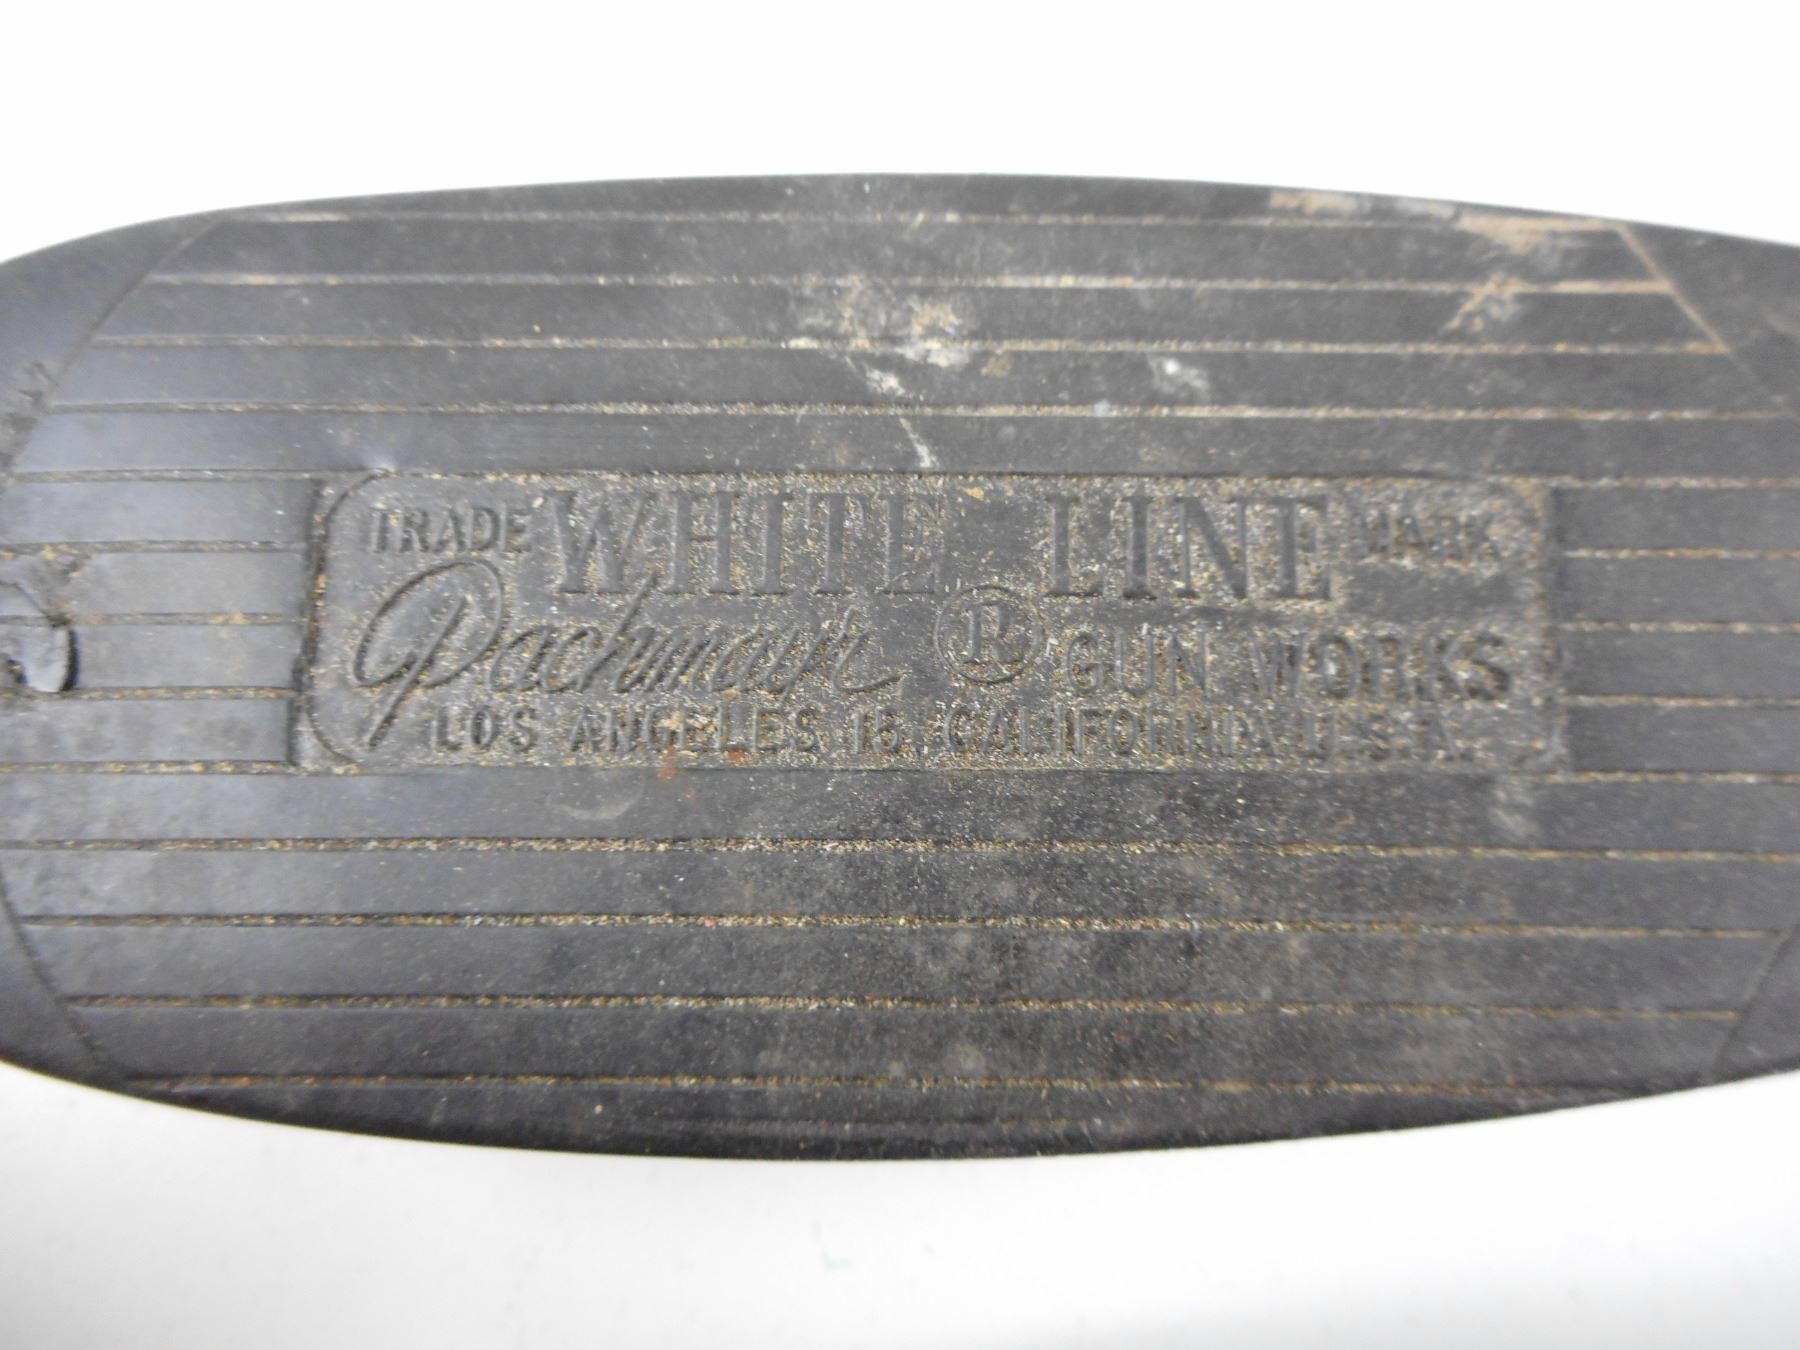 TRADE WHITE LINE MARK
Pachmayr ® GUN WORKS
LOS ANGELES 15, CALIFORNIA, U.S.A.